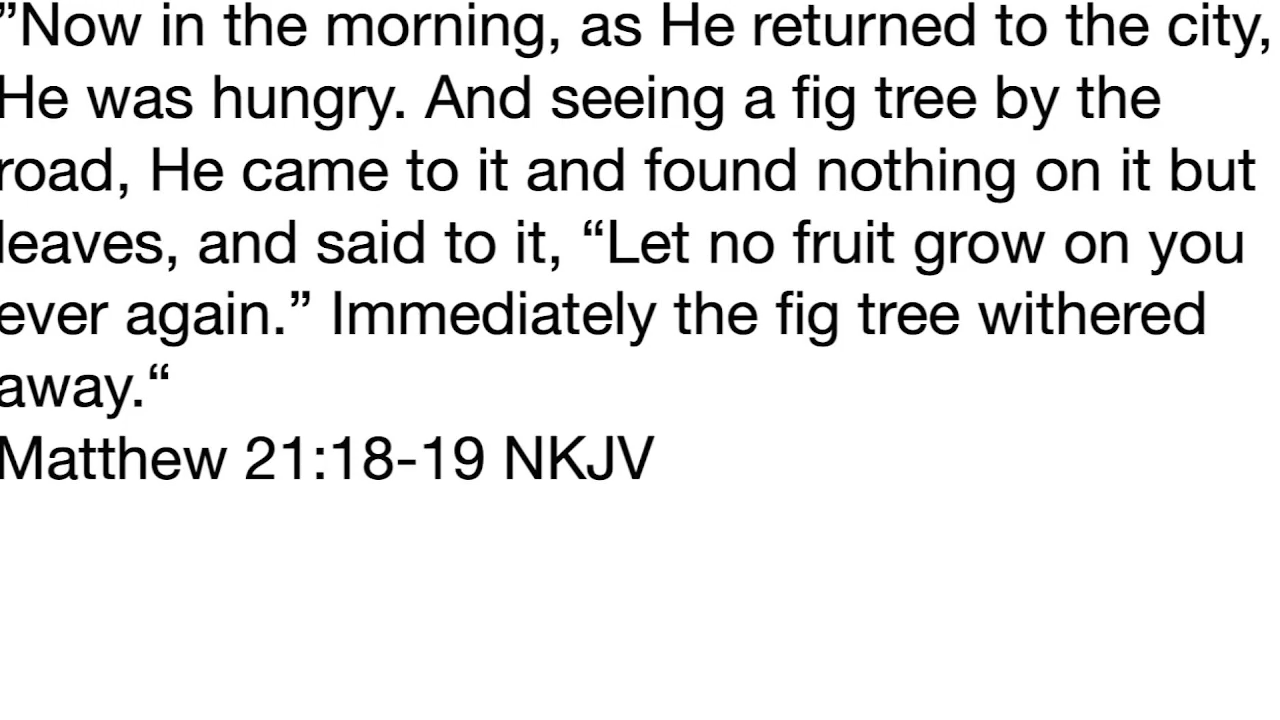 ”Now in the morning, as He returned to the city,
He was hungry. And seeing a fig tree by the
road, He came to it and found nothing on it but
leaves, and said to it, “Let no fruit grow on you
ever again.” Immediately the fig tree withered
away.“
Matthew 21:18-19 NKJV